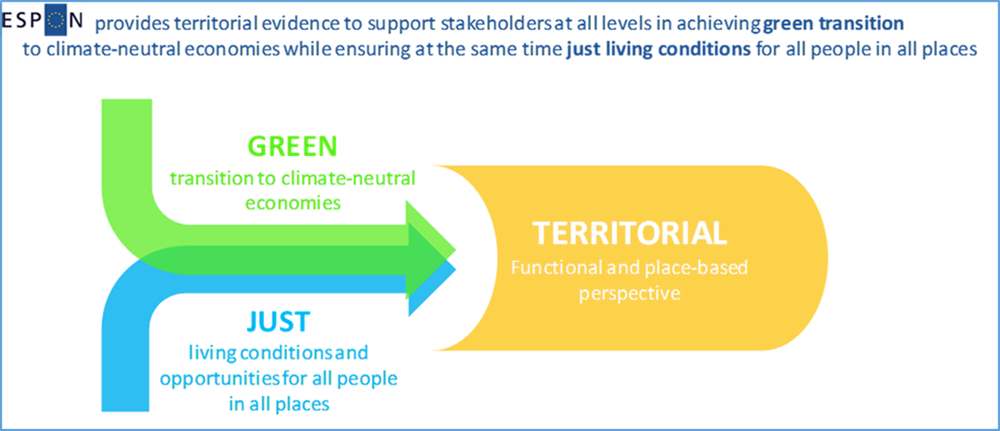 ESPON provides territorial evidence to support stakeholders at all levels in achieving green transition
to climate-neutral economies while ensuring at the same time just living conditions for all people in all places
GREEN
transition to climate-neutral
economies
TERRITORIAL
Functional and place-based
perspective
JUST
living conditions and
opportunities for all people
in all places